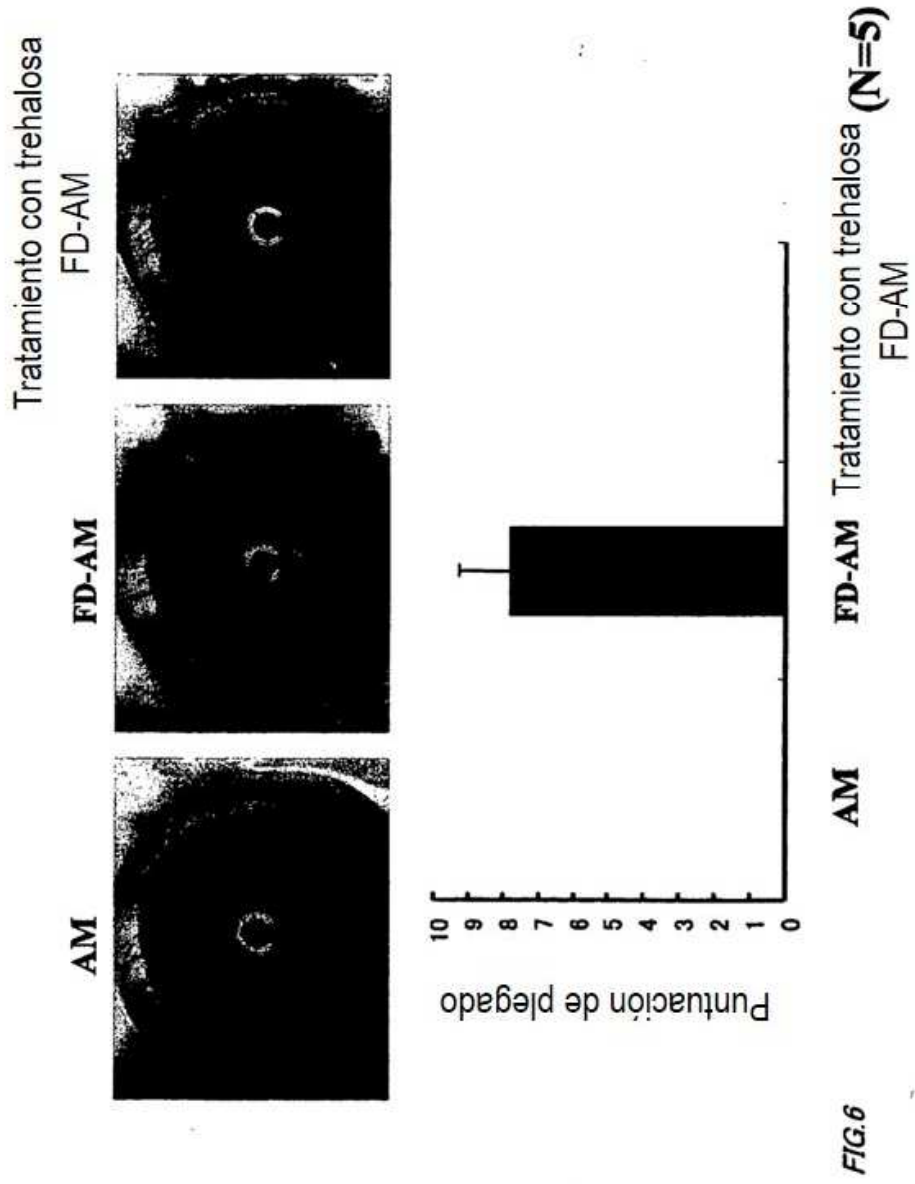 Tratamiento con trehalosa
FD-AM
AM
FD-AM
10
9
8
7
6
5
4
3
2
1
0
Puntuación de plegado
AM
FD-AM
Tratamiento con trehalosa (N=5)
FD-AM
FIG.6